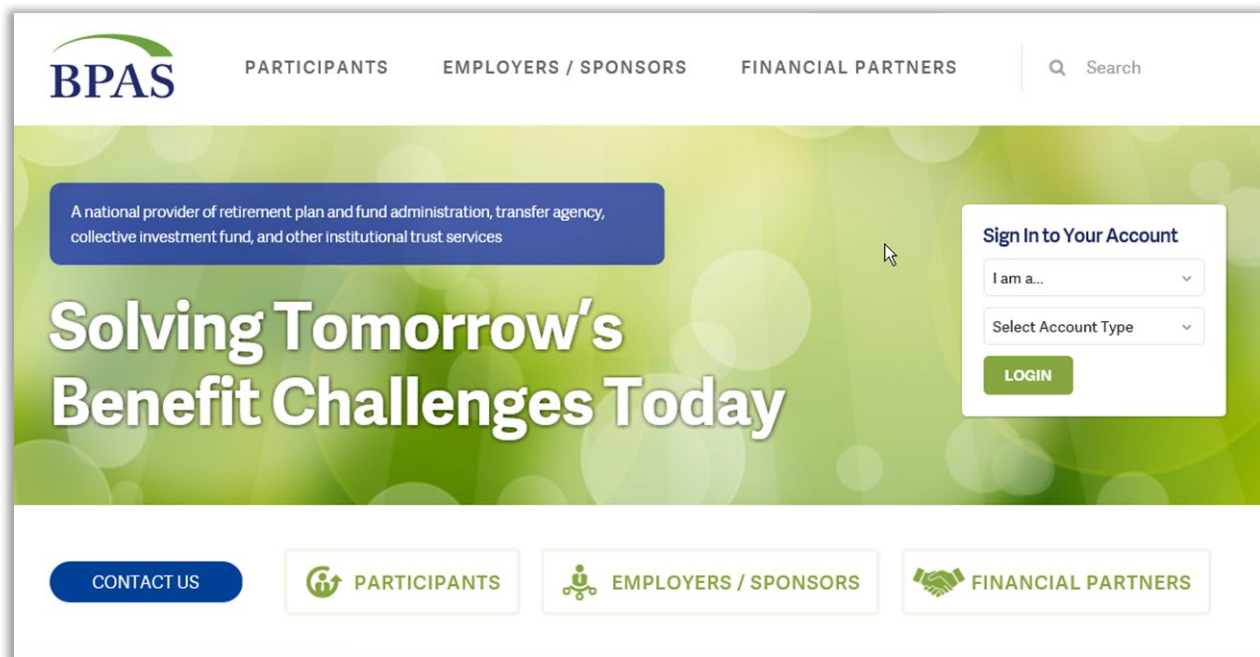 BPAS
PARTICIPANTS
EMPLOYERS / SPONSORS
FINANCIAL PARTNERS
Search
A national provider of retirement plan and fund administration, transfer agency,
collective investment fund, and other institutional trust services
Solving Tomorrow's
Benefit Challenges Today
Sign In to Your Account
I am a...
Select Account Type
LOGIN
CONTACT US
PARTICIPANTS
EMPLOYERS / SPONSORS
FINANCIAL PARTNERS